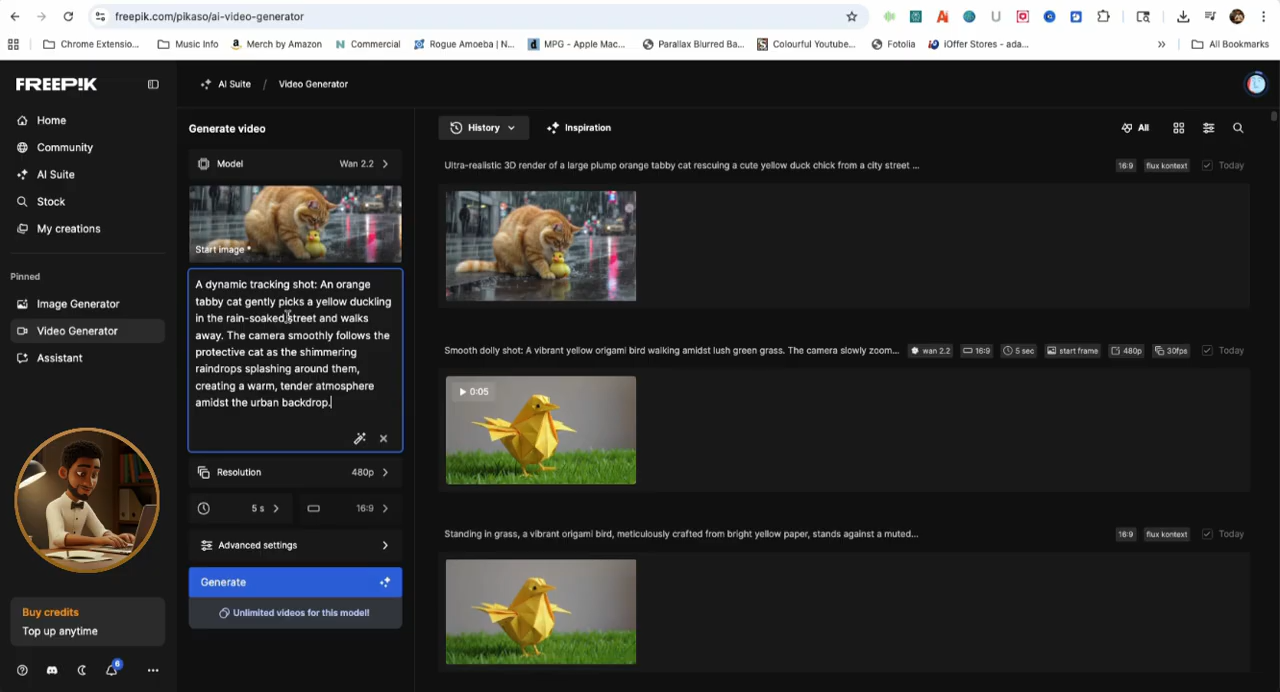 freepik.com/pikaso/ai-video-generator
Chrome Extensio...
Music Info
Merch by Amazon
Commercial
Rogue Amoeba | N...
MPG - Apple Mac...
Parallax Blurred Ba...
Colourful Youtube...
Fotolia
iOffer Stores - ada...
»
All Bookmarks
FREEPIK
AI Suite / Video Generator
Home
Community
AI Suite
Stock
My creations
Pinned
Image Generator
Video Generator
Assistant
Buy credits
Top up anytime
6
Generate video
Model Wan 2.2
Start image *
A dynamic tracking shot: An orange
tabby cat gently picks a yellow duckling
in the rain-soaked street and walks
away. The camera smoothly follows the
protective cat as the shimmering
raindrops splashing around them,
creating a warm, tender atmosphere
amidst the urban backdrop.
Resolution 480p
5 s 16:9
Advanced settings
Generate
Unlimited videos for this model!
History Inspiration All
Ultra-realistic 3D render of a large plump orange tabby cat rescuing a cute yellow duck chick from a city street ... 16:9 flux kontext Today
Smooth dolly shot: A vibrant yellow origami bird walking amidst lush green grass. The camera slowly zoom... wan 2.2 16:9 5 sec start frame 480p 30fps Today
0:05
Standing in grass, a vibrant origami bird, meticulously crafted from bright yellow paper, stands against a muted... 16:9 flux kontext Today